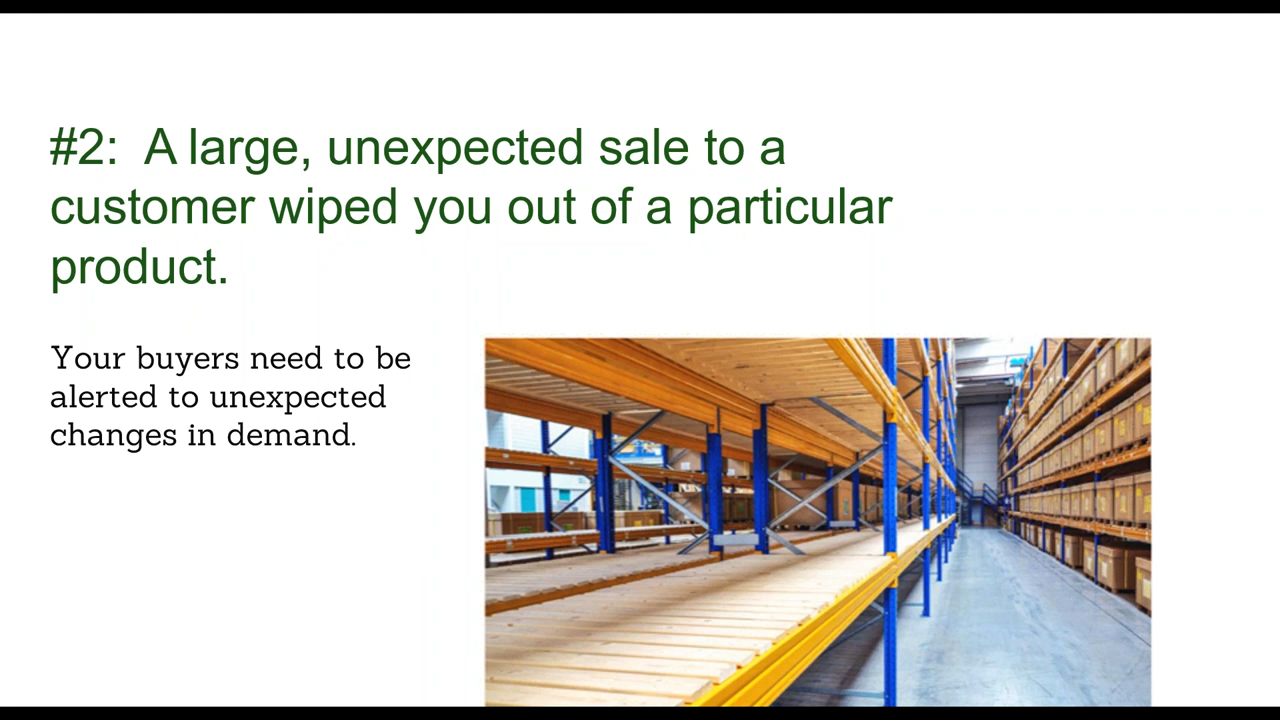 #2:  A large, unexpected sale to a
customer wiped you out of a particular
product.
Your buyers need to be
alerted to unexpected
changes in demand.